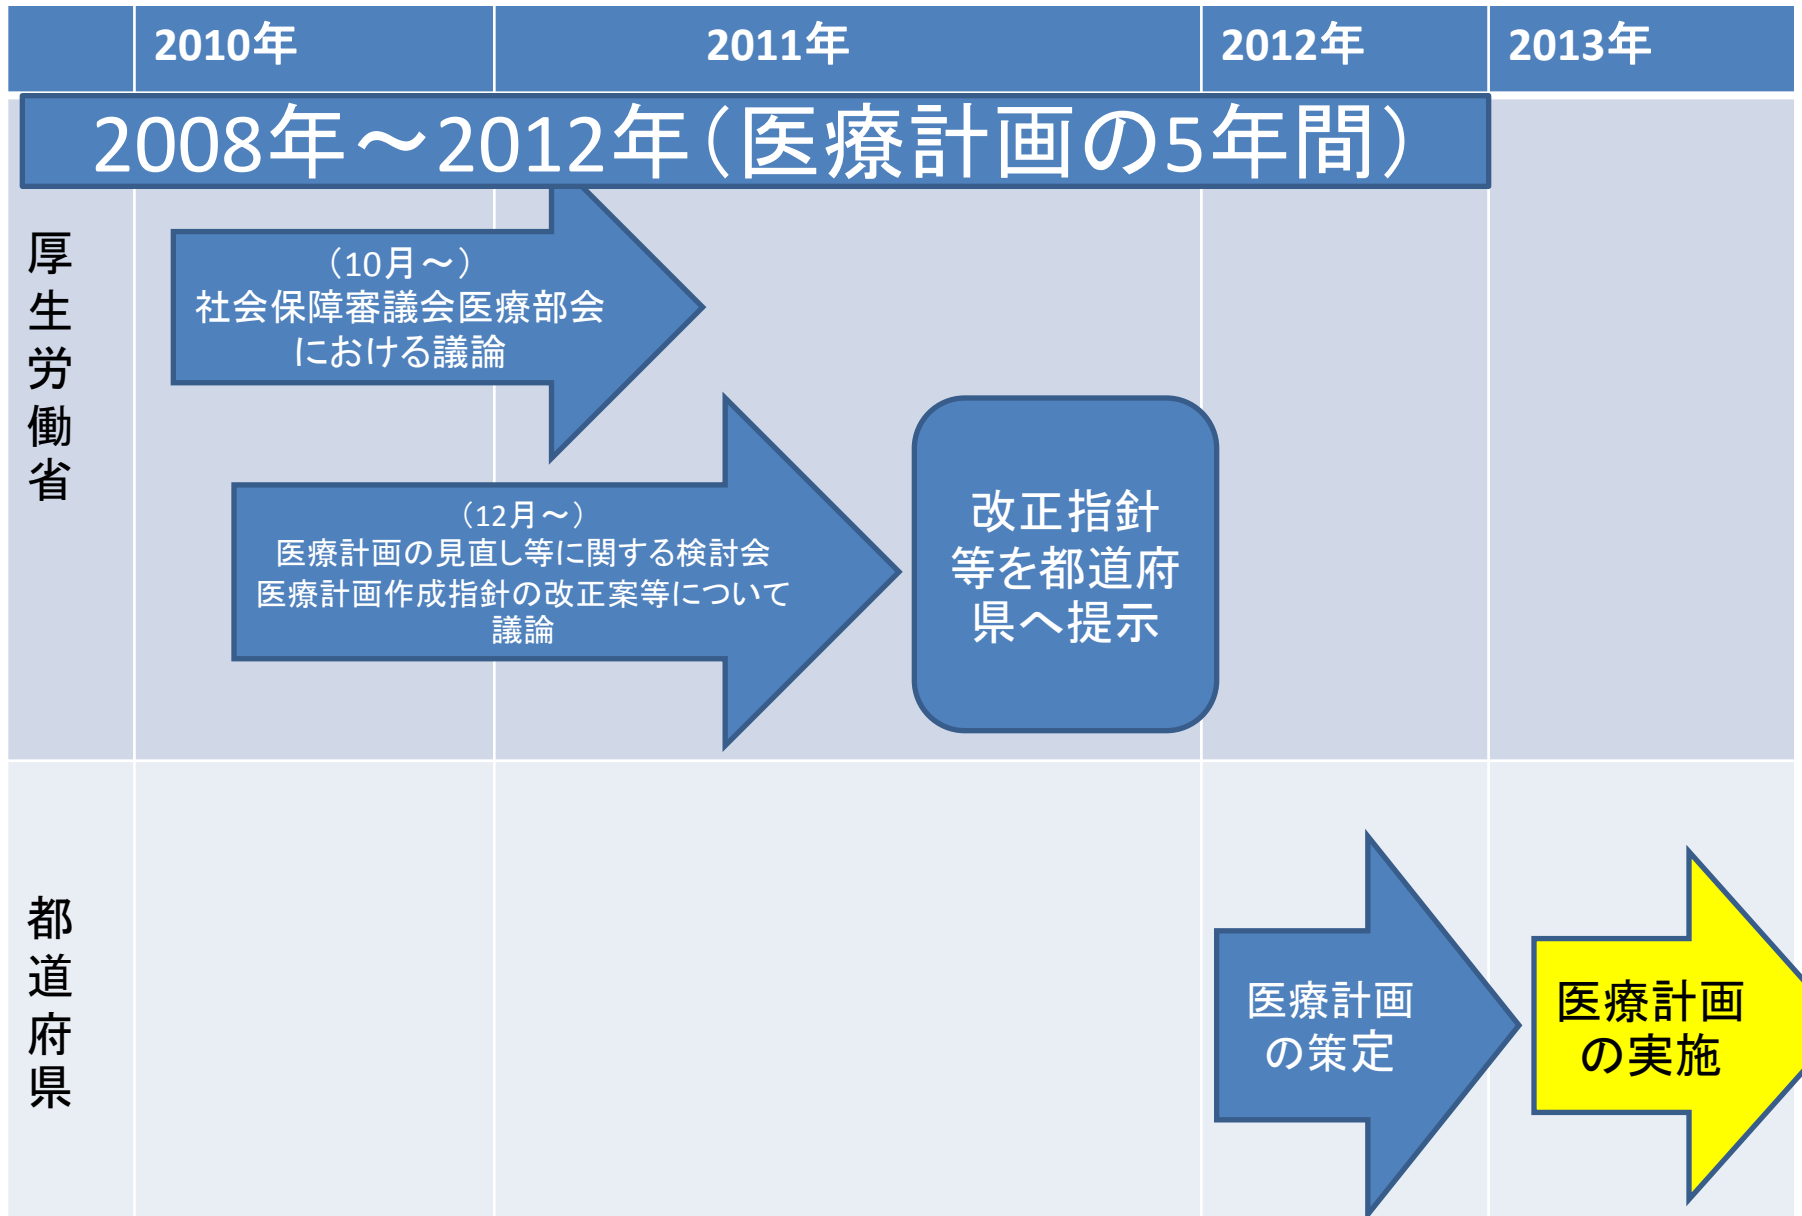 2010年 2011年 2012年 2013年
2008年～2012年（医療計画の5年間）
厚生労働省
（10月～）
社会保障審議会医療部会
における議論
（12月～）
医療計画の見直し等に関する検討会
医療計画作成指針の改正案等について
議論
改正指針
等を都道府
県へ提示
都道府県
医療計画
の策定
医療計画
の実施